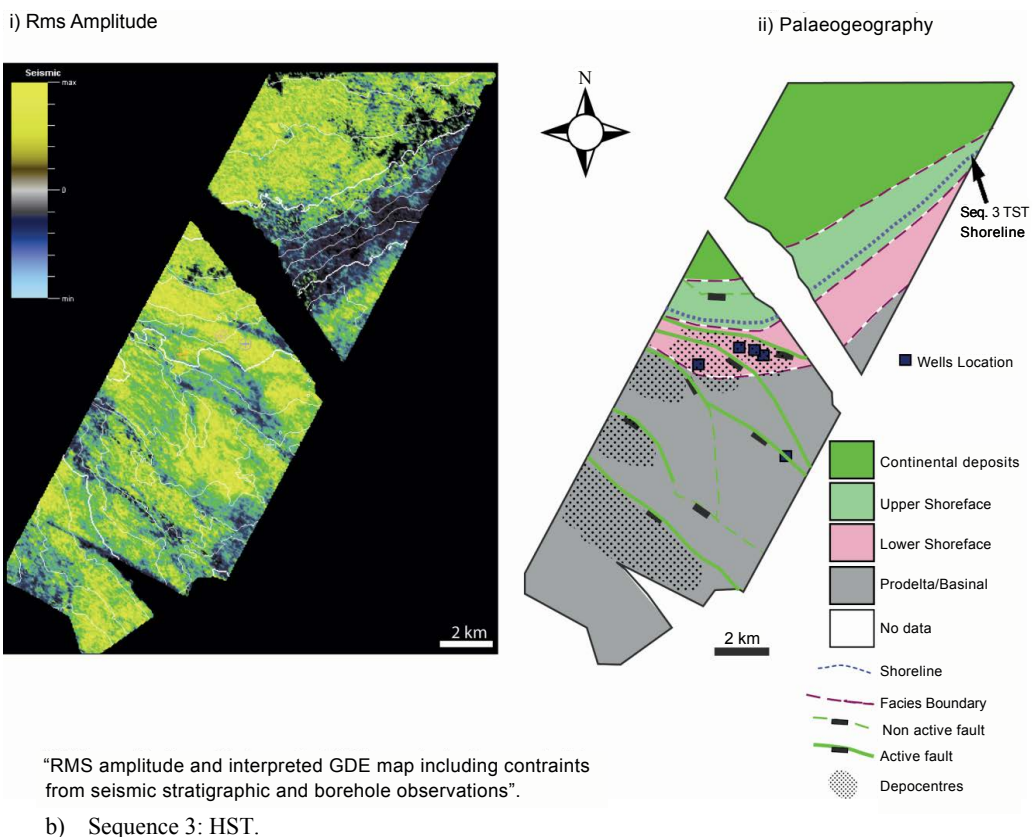 i) Rms Amplitude
ii) Palaeogeography
Seismic
max
0
min
2 km
N
Seq. 3 TST
Shoreline
Wells Location
Continental deposits
Upper Shoreface
Lower Shoreface
Prodelta/Basinal
No data
2 km
Shoreline
Facies Boundary
Non active fault
Active fault
Depocentres
“RMS amplitude and interpreted GDE map including contraints
from seismic stratigraphic and borehole observations”.
b) Sequence 3: HST.